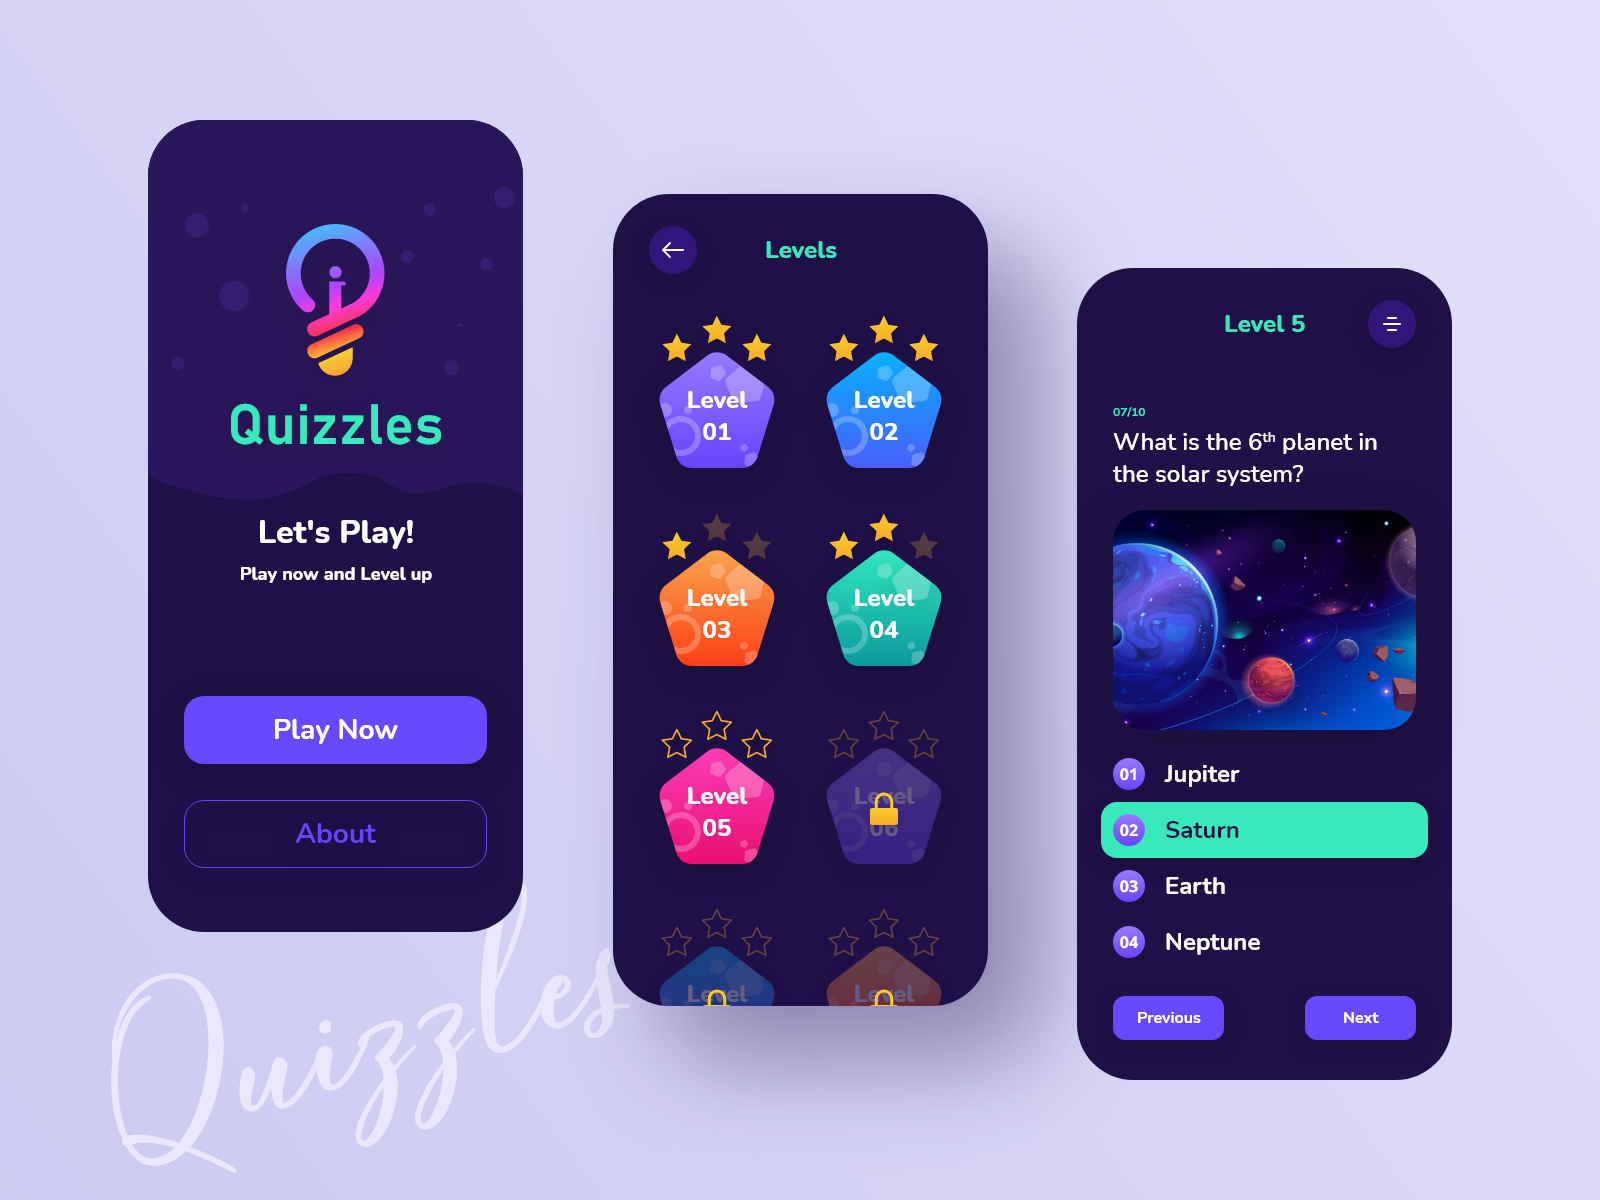 Quizzles
Let's Play!
Play now and Level up
Play Now
About
Quizzles
Levels
Level
01
Level
02
Level
03
Level
04
Level
05
Level
06
Level
Level
Level 5
07/10
What is the 6th planet in
the solar system?
01 Jupiter
02 Saturn
03 Earth
04 Neptune
Previous Next